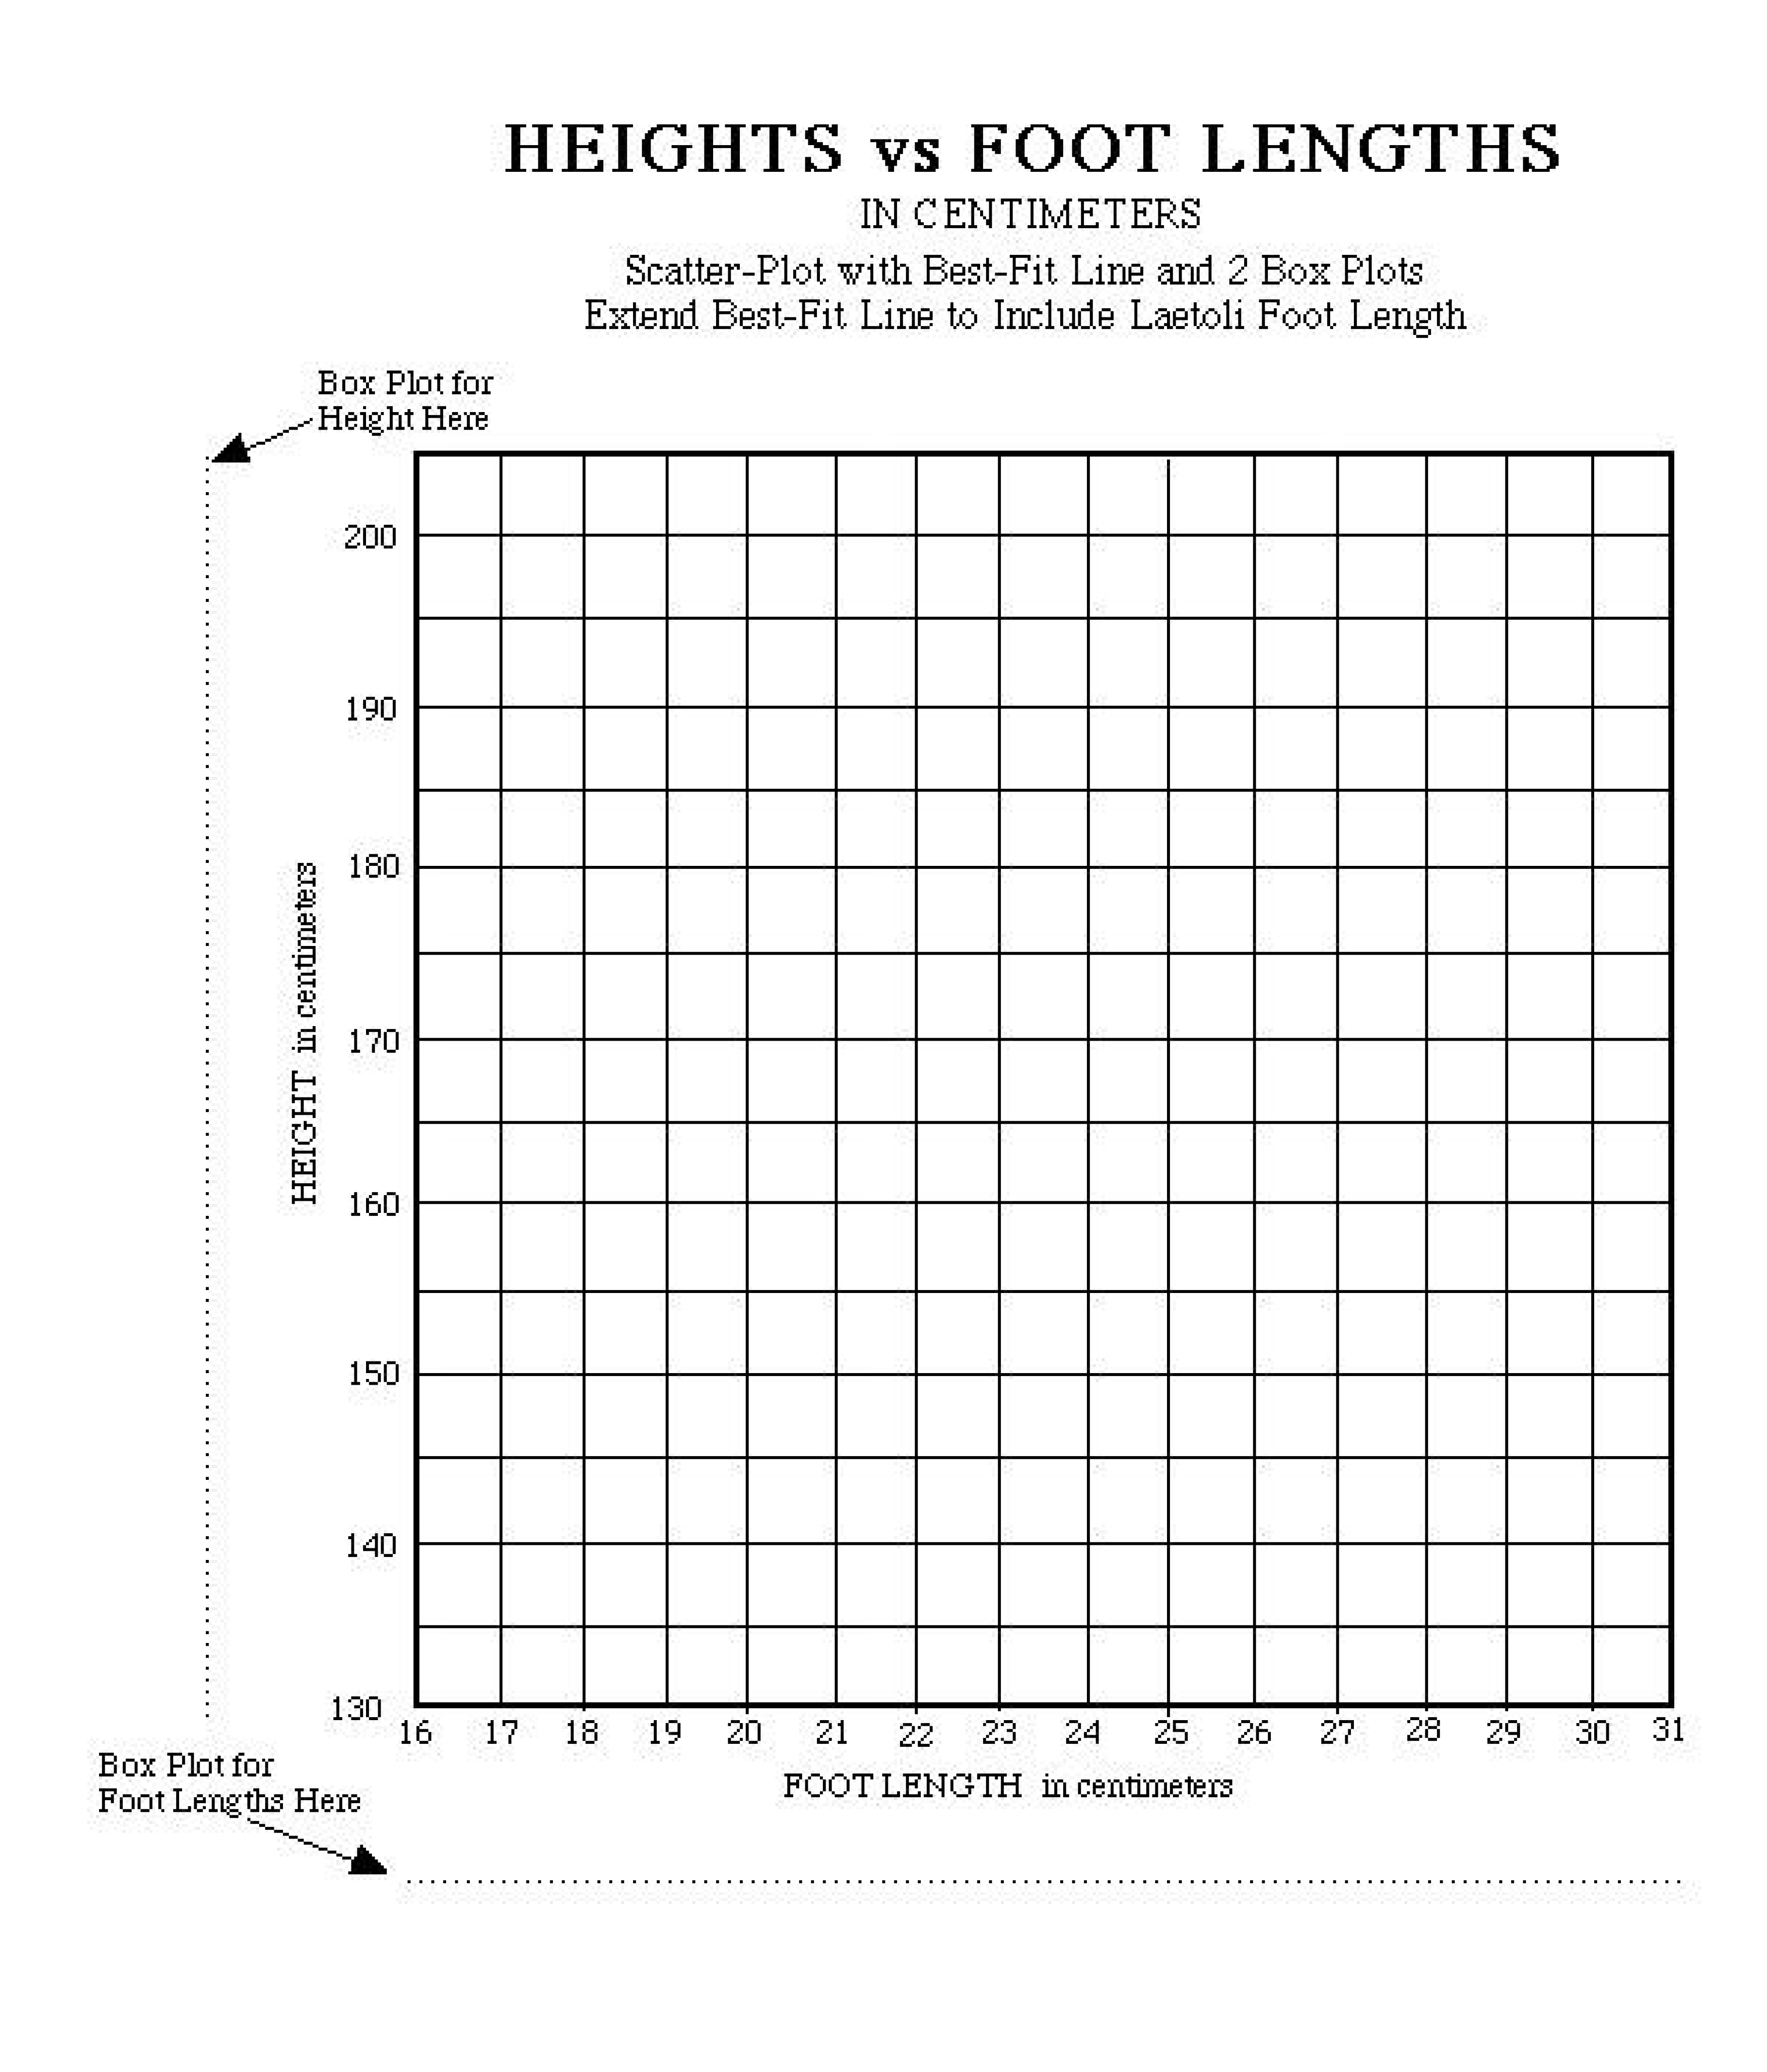 HEIGHTS vs FOOT LENGTHS
IN CENTIMETERS
Scatter-Plot with Best-Fit Line and 2 Box Plots
Extend Best-Fit Line to Include Laetoli Foot Length
Box Plot for
Height Here
200
190
180
170
160
150
140
130
HEIGHT in centimeters
16 17 18 19 20 21 22 23 24 25 26 27 28 29 30 31
FOOT LENGTH in centimeters
Box Plot for
Foot Lengths Here